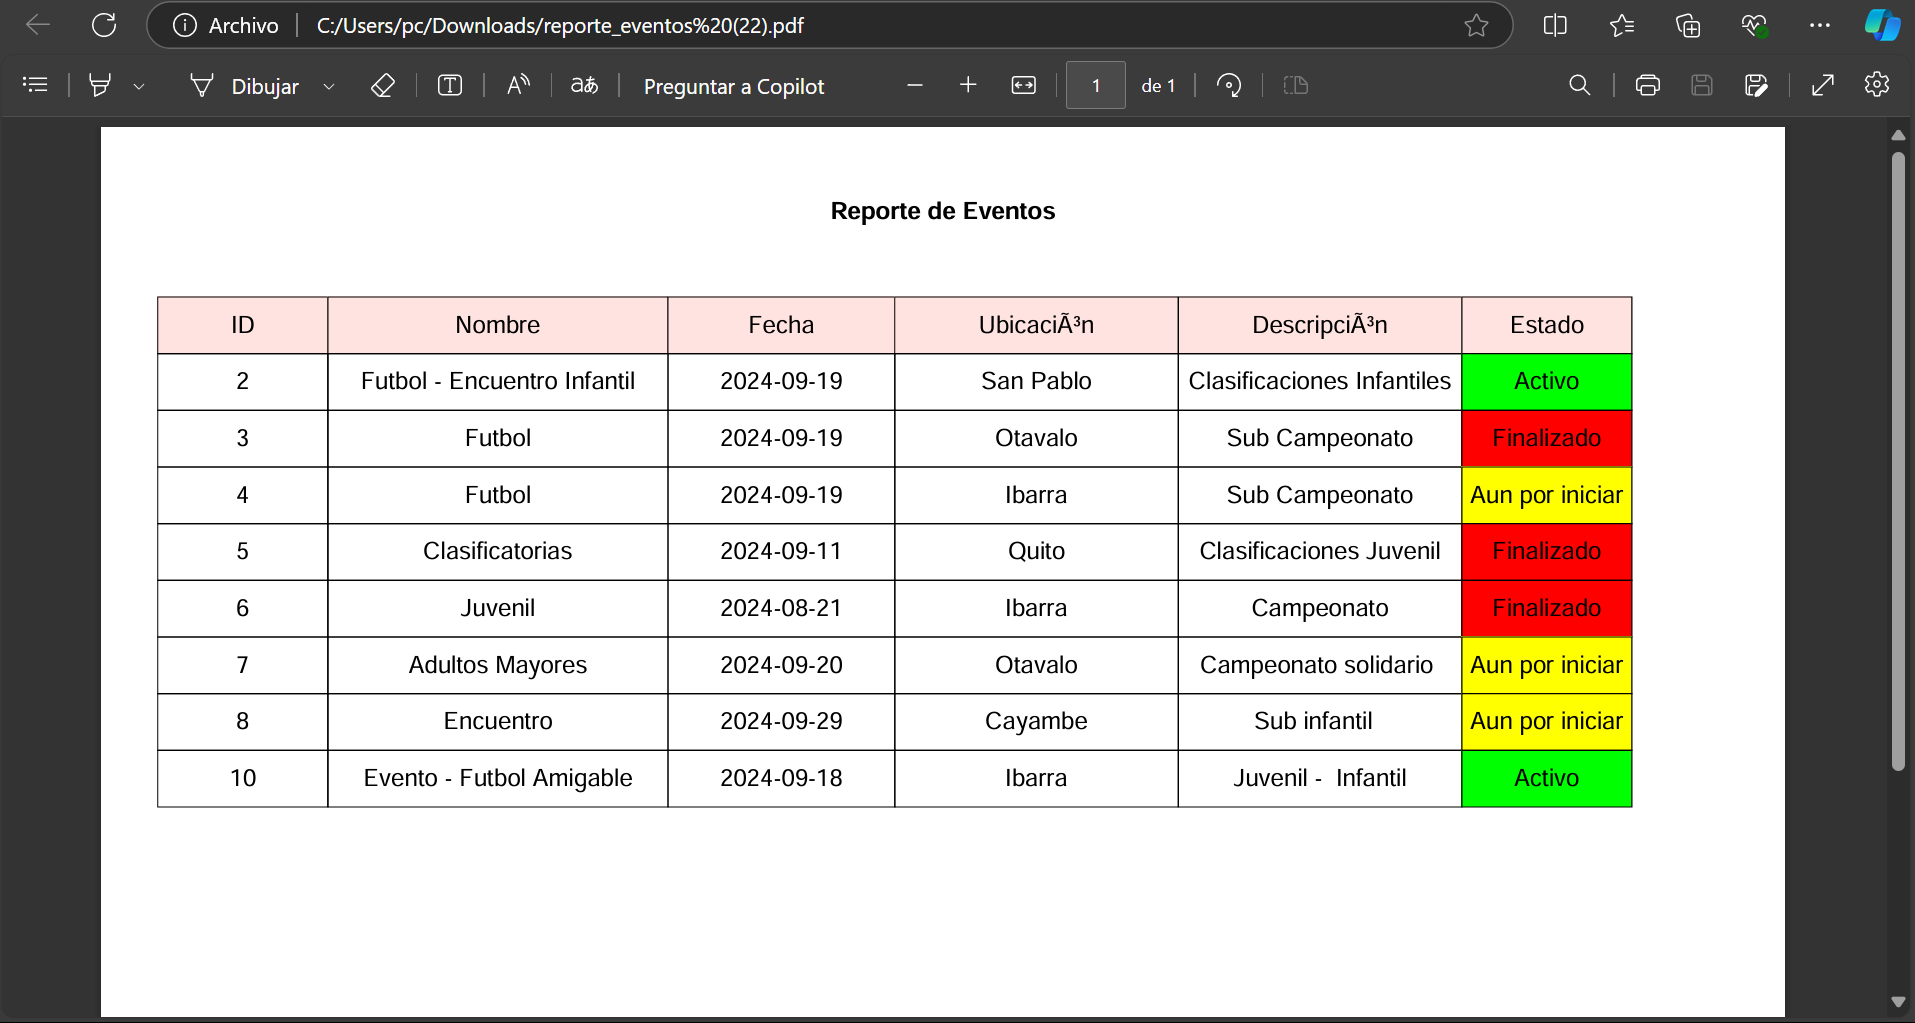 Archivo C:/Users/pc/Downloads/reporte_eventos%20(22).pdf
Dibujar aあ Preguntar a Copilot 1 de 1
Reporte de Eventos
ID Nombre Fecha UbicaciÃ³n DescripciÃ³n Estado
2 Futbol - Encuentro Infantil 2024-09-19 San Pablo Clasificaciones Infantiles Activo
3 Futbol 2024-09-19 Otavalo Sub Campeonato Finalizado
4 Futbol 2024-09-19 Ibarra Sub Campeonato Aun por iniciar
5 Clasificatorias 2024-09-11 Quito Clasificaciones Juvenil Finalizado
6 Juvenil 2024-08-21 Ibarra Campeonato Finalizado
7 Adultos Mayores 2024-09-20 Otavalo Campeonato solidario Aun por iniciar
8 Encuentro 2024-09-29 Cayambe Sub infantil Aun por iniciar
10 Evento - Futbol Amigable 2024-09-18 Ibarra Juvenil -  Infantil Activo